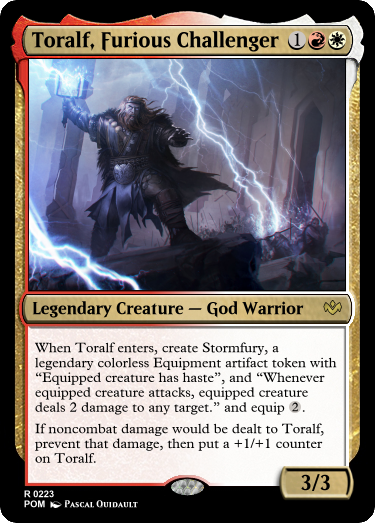 Toralf, Furious Challenger 1
Legendary Creature — God Warrior
When Toralf enters, create Stormfury, a
legendary colorless Equipment artifact token with
“Equipped creature has haste”, and “Whenever
equipped creature attacks, equipped creature
deals 2 damage to any target.” and equip 2.
If noncombat damage would be dealt to Toralf,
prevent that damage, then put a +1/+1 counter
on Toralf.
3/3
R 0223
POM Pascal Quidault